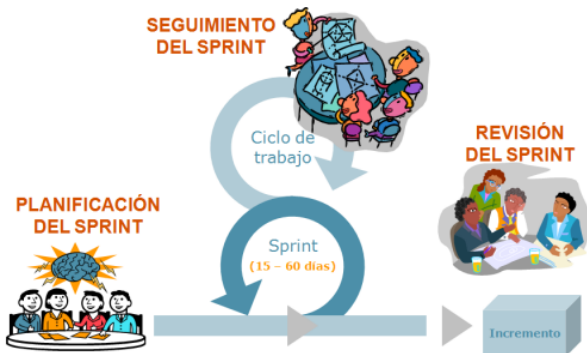 SEGUIMIENTO
DEL SPRINT
Ciclo de
trabajo
REVISIÓN
DEL SPRINT
PLANIFICACIÓN
DEL SPRINT
Sprint
(15 – 60 días)
Incremento